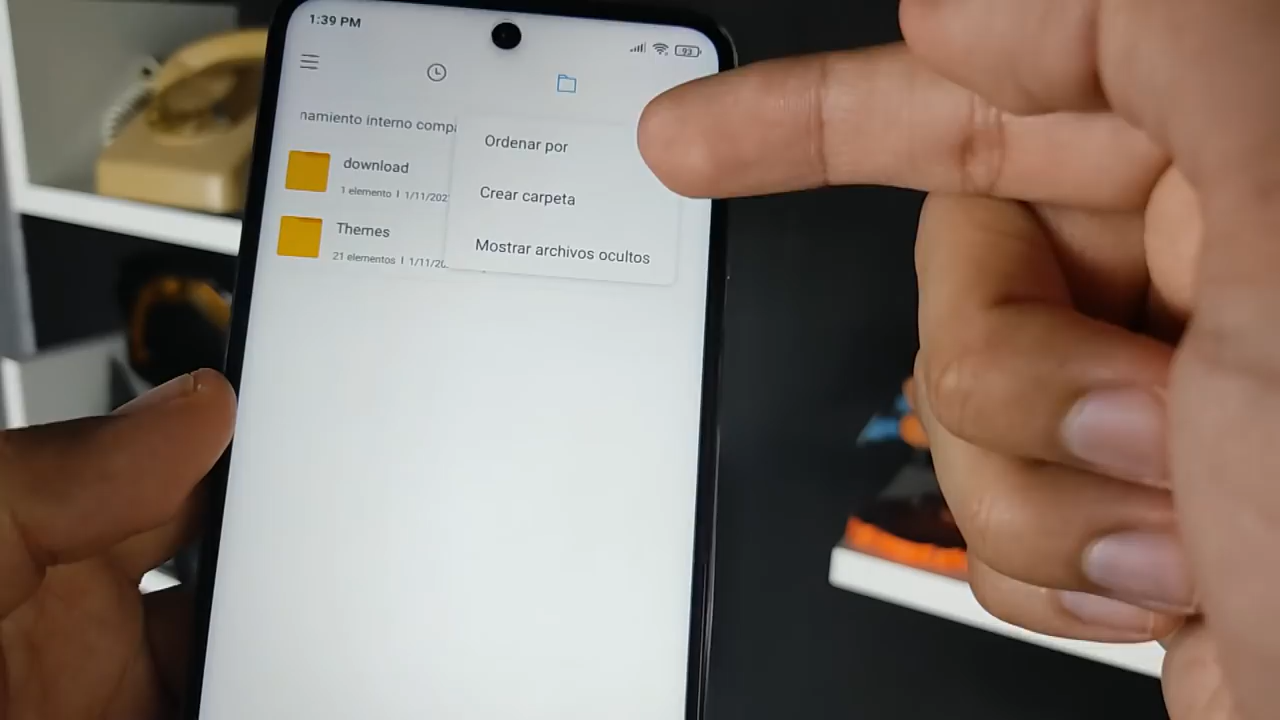 1:39 PM
93
namiento interno
Ordenar por
download
1 elemento | 1/11/202
Crear carpeta
Themes
21 elementos | 1/11/20
Mostrar archivos ocultos